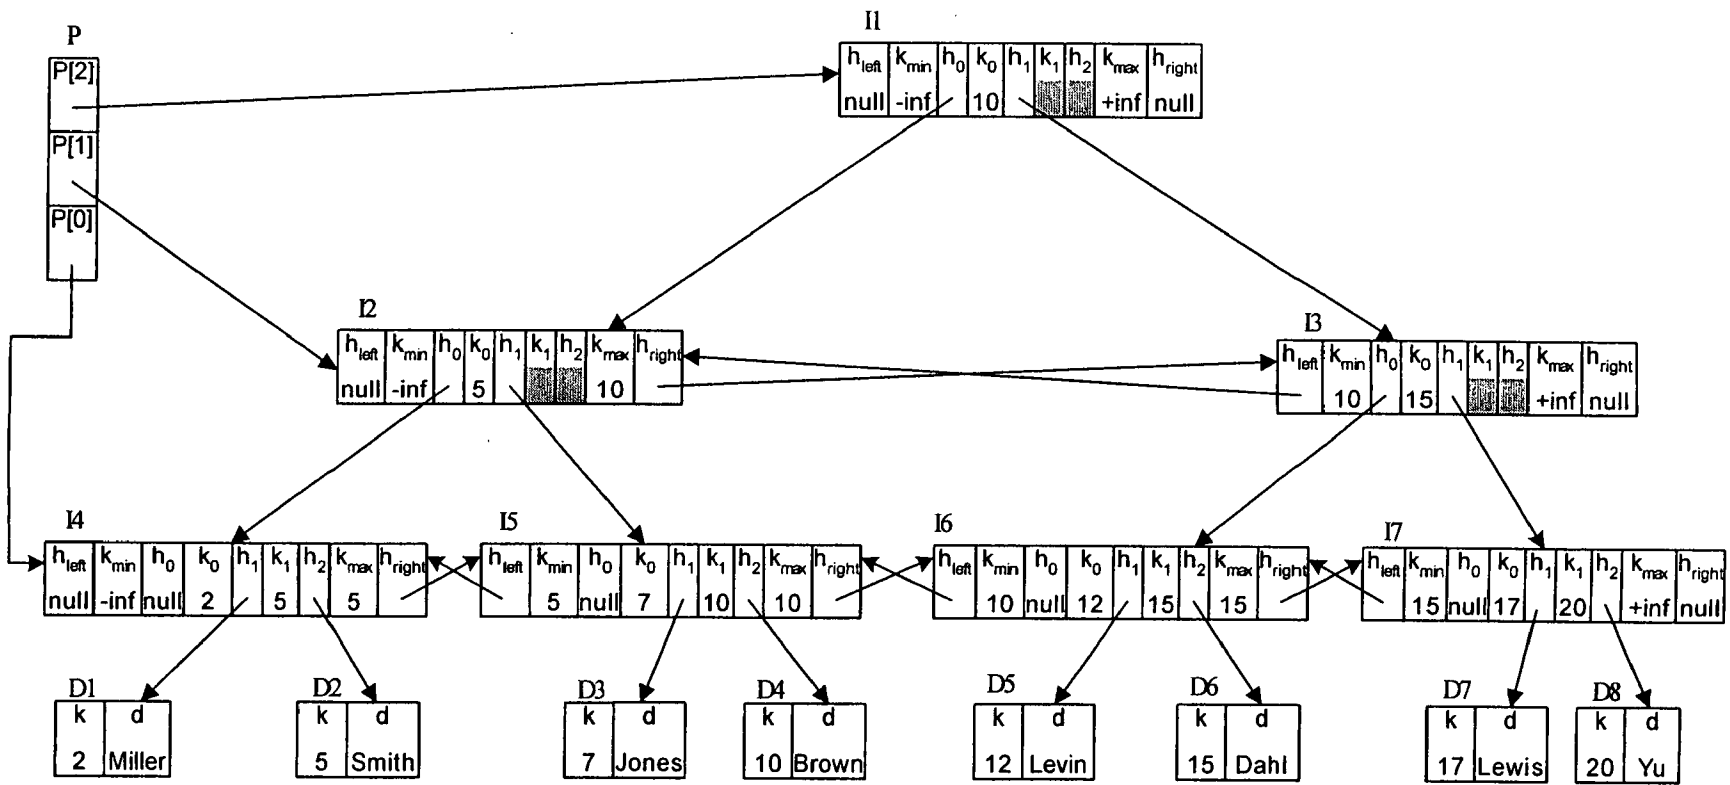 I1
P
h_left k_min h_0 k_0 h_1 k_1 h_2 k_max h_right
P[2]
null -inf 10 +inf null
P[1]
P[0]
I2
I3
h_left k_min h_0 k_0 h_1 k_1 h_2 k_max h_right
h_left k_min h_0 k_0 h_1 k_1 h_2 k_max h_right
null -inf 5 10
10 15 +inf null
I4
I5
I6
I7
h_left k_min h_0 k_0 h_1 k_1 h_2 k_max h_right
h_left k_min h_0 k_0 h_1 k_1 h_2 k_max h_right
h_left k_min h_0 k_0 h_1 k_1 h_2 k_max h_right
h_left k_min h_0 k_0 h_1 k_1 h_2 k_max h_right
null -inf null 2 5 5
5 null 7 10 10
10 null 12 15 15
15 null 17 20 +inf null
D1
D2
D3
D4
D5
D6
D7
D8
k d
k d
k d
k d
k d
k d
k d
k d
2 Miller
5 Smith
7 Jones
10 Brown
12 Levin
15 Dahl
17 Lewis
20 Yu